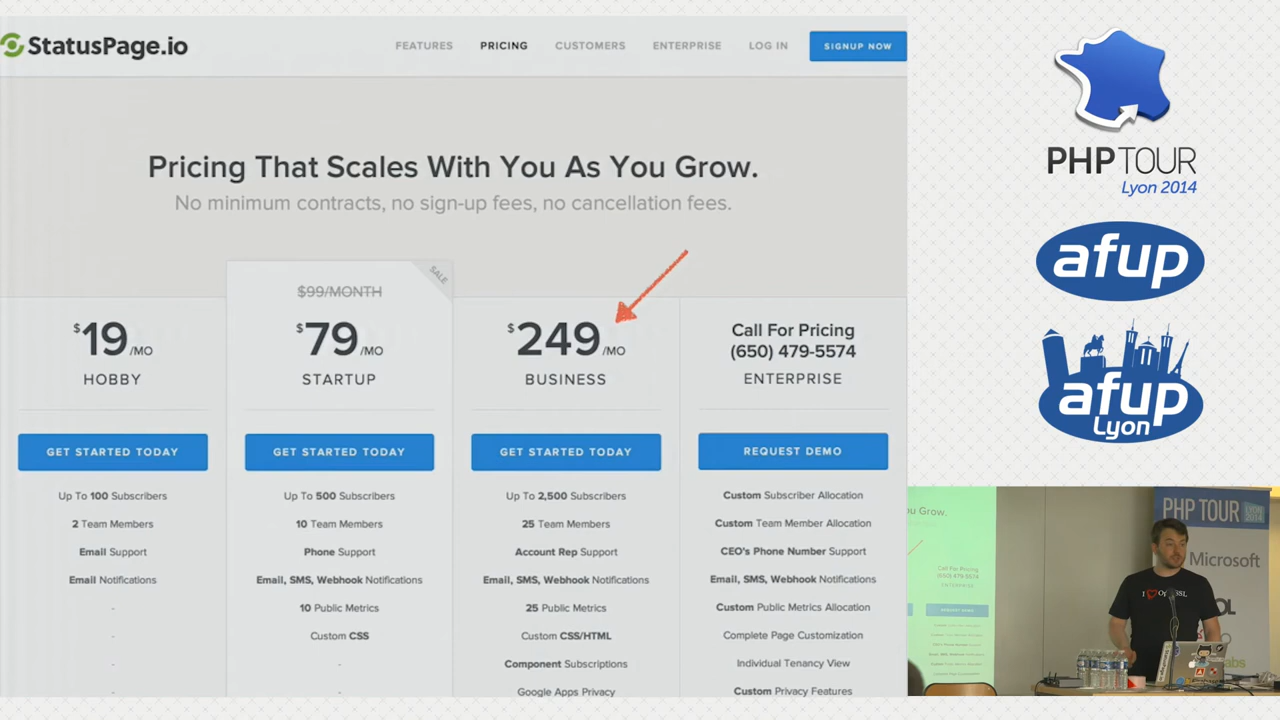 StatusPage.io
FEATURES
PRICING
CUSTOMERS
ENTERPRISE
LOG IN
SIGNUP NOW
Pricing That Scales With You As You Grow.
No minimum contracts, no sign-up fees, no cancellation fees.
SALE
$99/MONTH
$19/MO
HOBBY
GET STARTED TODAY
Up To 100 Subscribers
2 Team Members
Email Support
Email Notifications
-
-
-
$79/MO
STARTUP
GET STARTED TODAY
Up To 500 Subscribers
10 Team Members
Phone Support
Email, SMS, Webhook Notifications
10 Public Metrics
Custom CSS
-
$249/MO
BUSINESS
GET STARTED TODAY
Up To 2,500 Subscribers
25 Team Members
Account Rep Support
Email, SMS, Webhook Notifications
25 Public Metrics
Custom CSS/HTML
Component Subscriptions
Google Apps Privacy
Call For Pricing
(650) 479-5574
ENTERPRISE
REQUEST DEMO
Custom Subscriber Allocation
Custom Team Member Allocation
CEO's Phone Number Support
Email, SMS, Webhook Notifications
Custom Public Metrics Allocation
Complete Page Customization
Individual Tenancy View
Custom Privacy Features
PHP TOUR
Lyon 2014
afup
afup
Lyon
ou Grow.
Call For Pricing
(650) 479-5574
PHP TOUR
LYON
2014
Microsoft